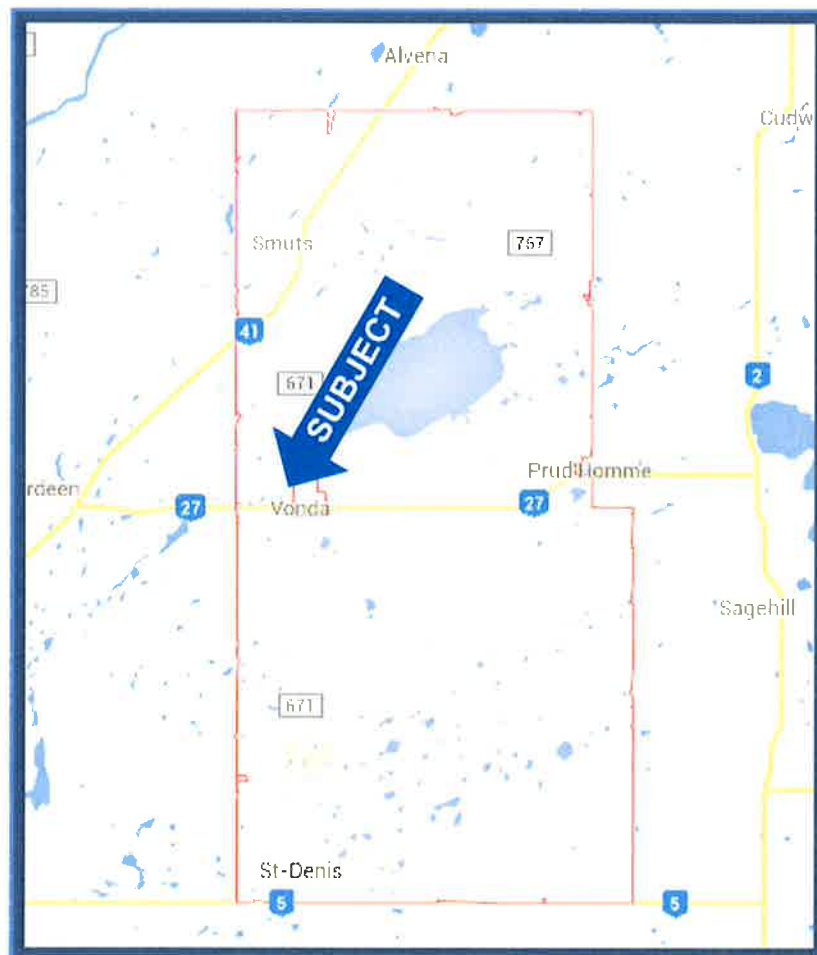 Alvena
Cudw
Smuts
767
785
41
SUBJECT
671
2
Prud'Homme
rdeen
27
27
Vonda
Sagehill
671
St-Denis
5
5